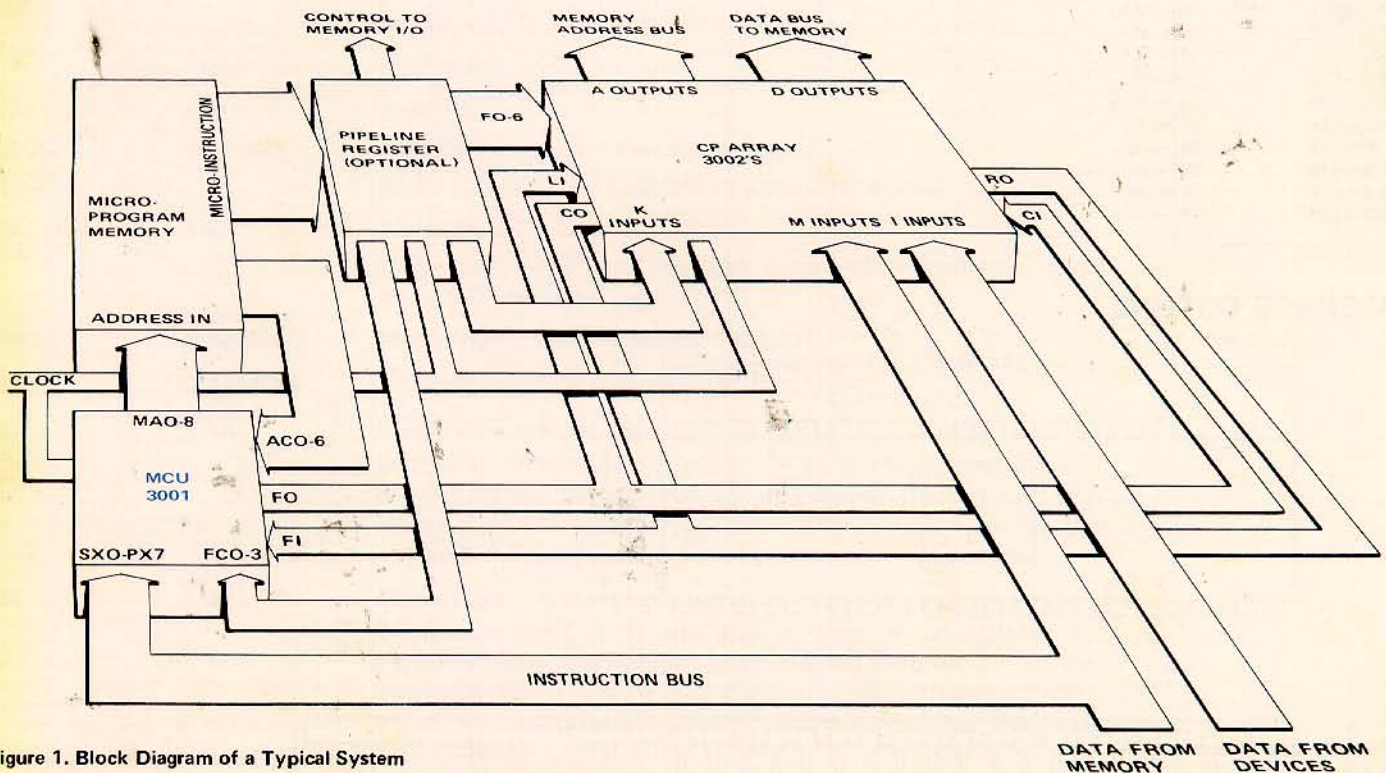 CONTROL TO
MEMORY I/O
MEMORY
ADDRESS BUS
DATA BUS
TO MEMORY
MICRO-INSTRUCTION
MICRO-
PROGRAM
MEMORY
ADDRESS IN
PIPELINE
REGISTER
(OPTIONAL)
FO-6
A OUTPUTS
D OUTPUTS
CP ARRAY
3002'S
LI
CO
K
INPUTS
M INPUTS
I INPUTS
RO
CI
CLOCK
MAO-8
ACO-6
MCU
3001
FO
FI
SXO-PX7
FCO-3
INSTRUCTION BUS
DATA FROM
MEMORY
DATA FROM
DEVICES
igure 1. Block Diagram of a Typical System